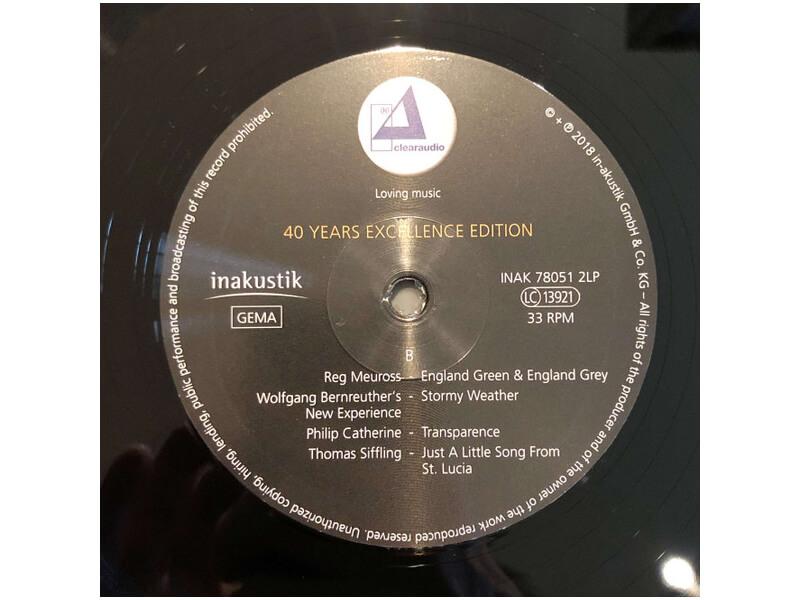 clearaudio
Loving music
40 YEARS EXCELLENCE EDITION
inakustik
GEMA
INAK 78051 2LP
LC 13921
33 RPM
B
Reg Meuross - England Green & England Grey
Wolfgang Bernreuther's - Stormy Weather
New Experience
Philip Catherine - Transparence
Thomas Siffling - Just A Little Song From
St. Lucia
© + ℗ 2018 in-akustik GmbH & Co. KG – All rights of the producer and of the owner of the work reproduced reserved. Unauthorized copying, hiring, lending, public performance and broadcasting of this record prohibited.